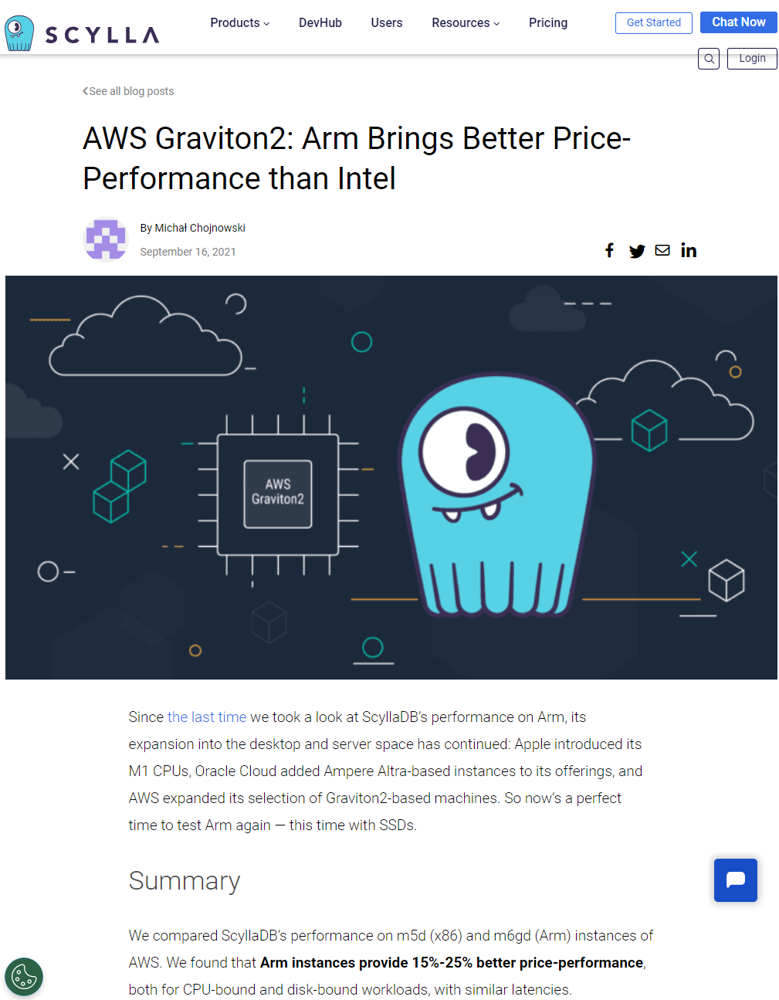 SCYLLA
Products
DevHub
Users
Resources
Pricing
Get Started
Chat Now
Login
See all blog posts
AWS Graviton2: Arm Brings Better Price-
Performance than Intel
By Michał Chojnowski
September 16, 2021
AWS
Graviton2
Since the last time we took a look at ScyllaDB’s performance on Arm, its
expansion into the desktop and server space has continued: Apple introduced its
M1 CPUs, Oracle Cloud added Ampere Altra-based instances to its offerings, and
AWS expanded its selection of Graviton2-based machines. So now’s a perfect
time to test Arm again — this time with SSDs.
Summary
We compared ScyllaDB’s performance on m5d (x86) and m6gd (Arm) instances of
AWS. We found that Arm instances provide 15%-25% better price-performance,
both for CPU-bound and disk-bound workloads, with similar latencies.